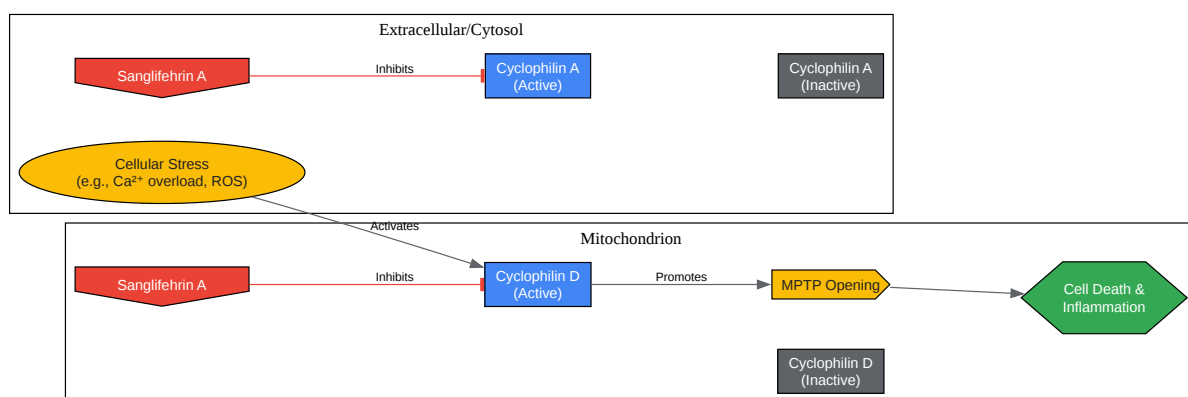 Extracellular/Cytosol
Sanglifehrin A
Inhibits
Cyclophilin A
(Active)
Cyclophilin A
(Inactive)
Cellular Stress
(e.g., Ca²⁺ overload, ROS)
Activates
Mitochondrion
Sanglifehrin A
Inhibits
Cyclophilin D
(Active)
Promotes
MPTP Opening
Cell Death &
Inflammation
Cyclophilin D
(Inactive)